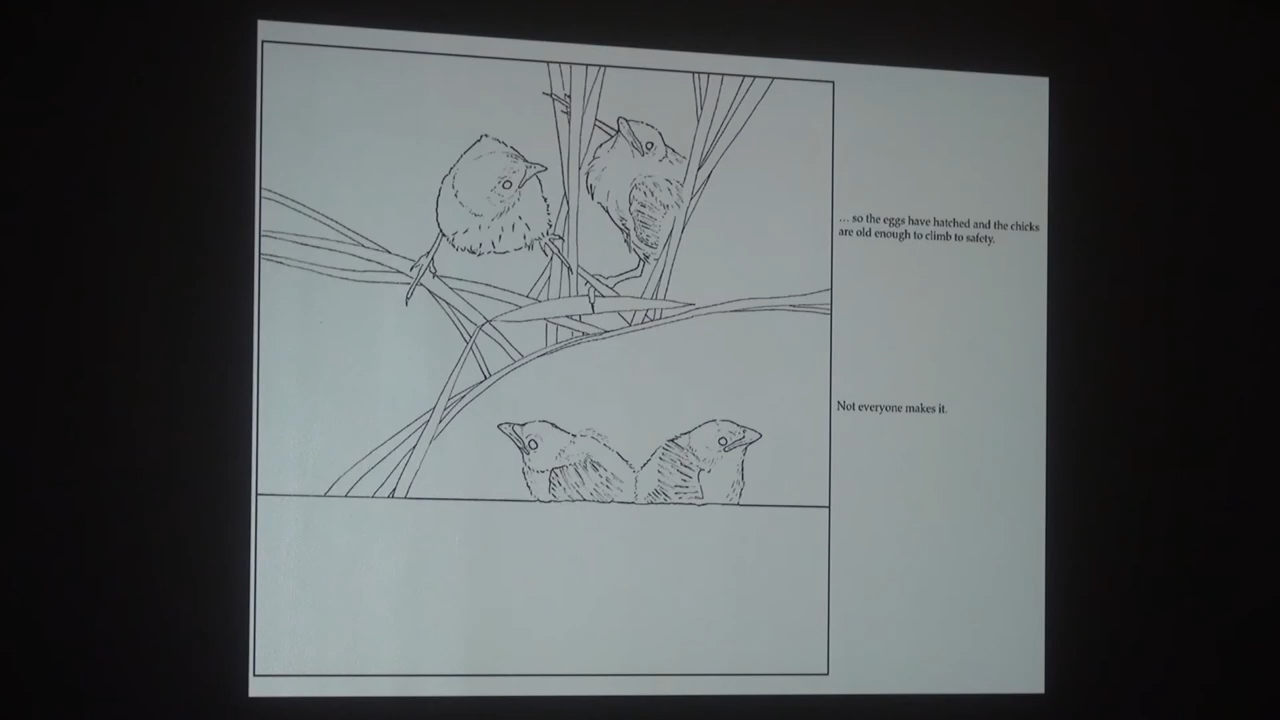 ... so the eggs have hatched and the chicks
are old enough to climb to safety.
Not everyone makes it.